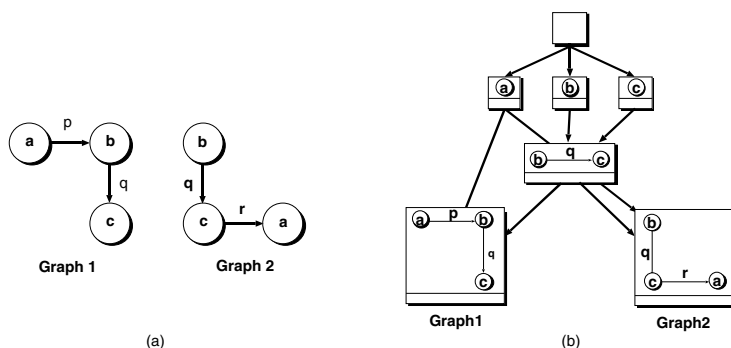 p
a b b
q q
c c r a
Graph 1 Graph 2
(a)
a b c
b q c
a p b
q
c
Graph1
b
q
c r a
Graph2
(b)